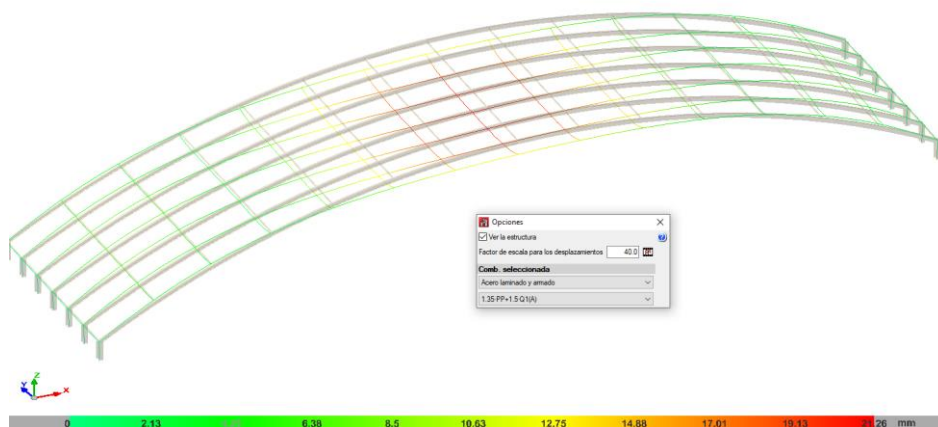 Opciones
Ver la estructura
Factor de escala para los desplazamientos 40.0
Comb. seleccionada
Acero laminado y armado
1.35·PP+1.5·Q1(A)
Z
Y
X
0 2.13 6.38 8.5 10.63 12.75 14.88 17.01 19.13 21.26 mm